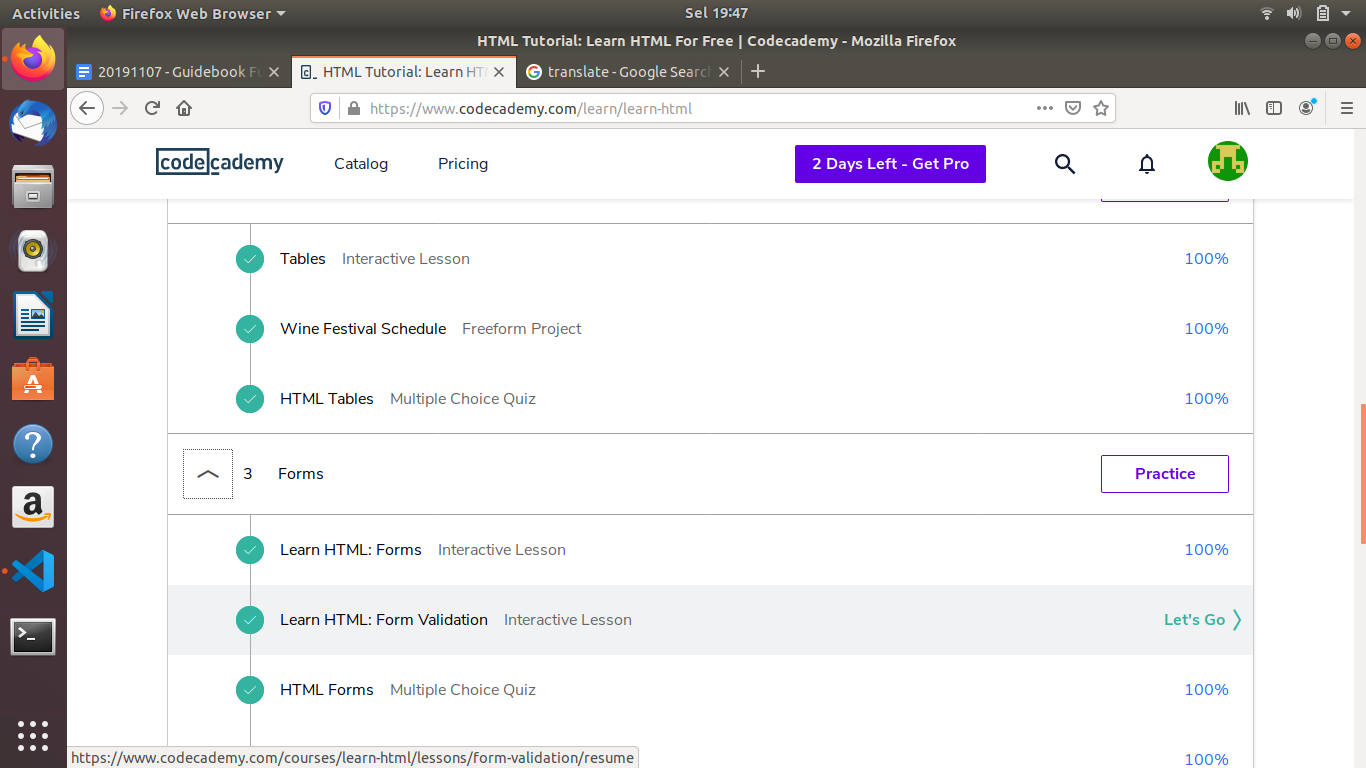 Activities Firefox Web Browser Sel 19:47
HTML Tutorial: Learn HTML For Free | Codecademy - Mozilla Firefox
20191107 - Guidebook HTML Tutorial: Learn translate - Google Search
https://www.codecademy.com/learn/learn-html
codecademy Catalog Pricing 2 Days Left - Get Pro
Tables Interactive Lesson 100%
Wine Festival Schedule Freeform Project 100%
HTML Tables Multiple Choice Quiz 100%
3 Forms Practice
Learn HTML: Forms Interactive Lesson 100%
Learn HTML: Form Validation Interactive Lesson Let's Go
HTML Forms Multiple Choice Quiz 100%
100%
https://www.codecademy.com/courses/learn-html/lessons/form-validation/resume